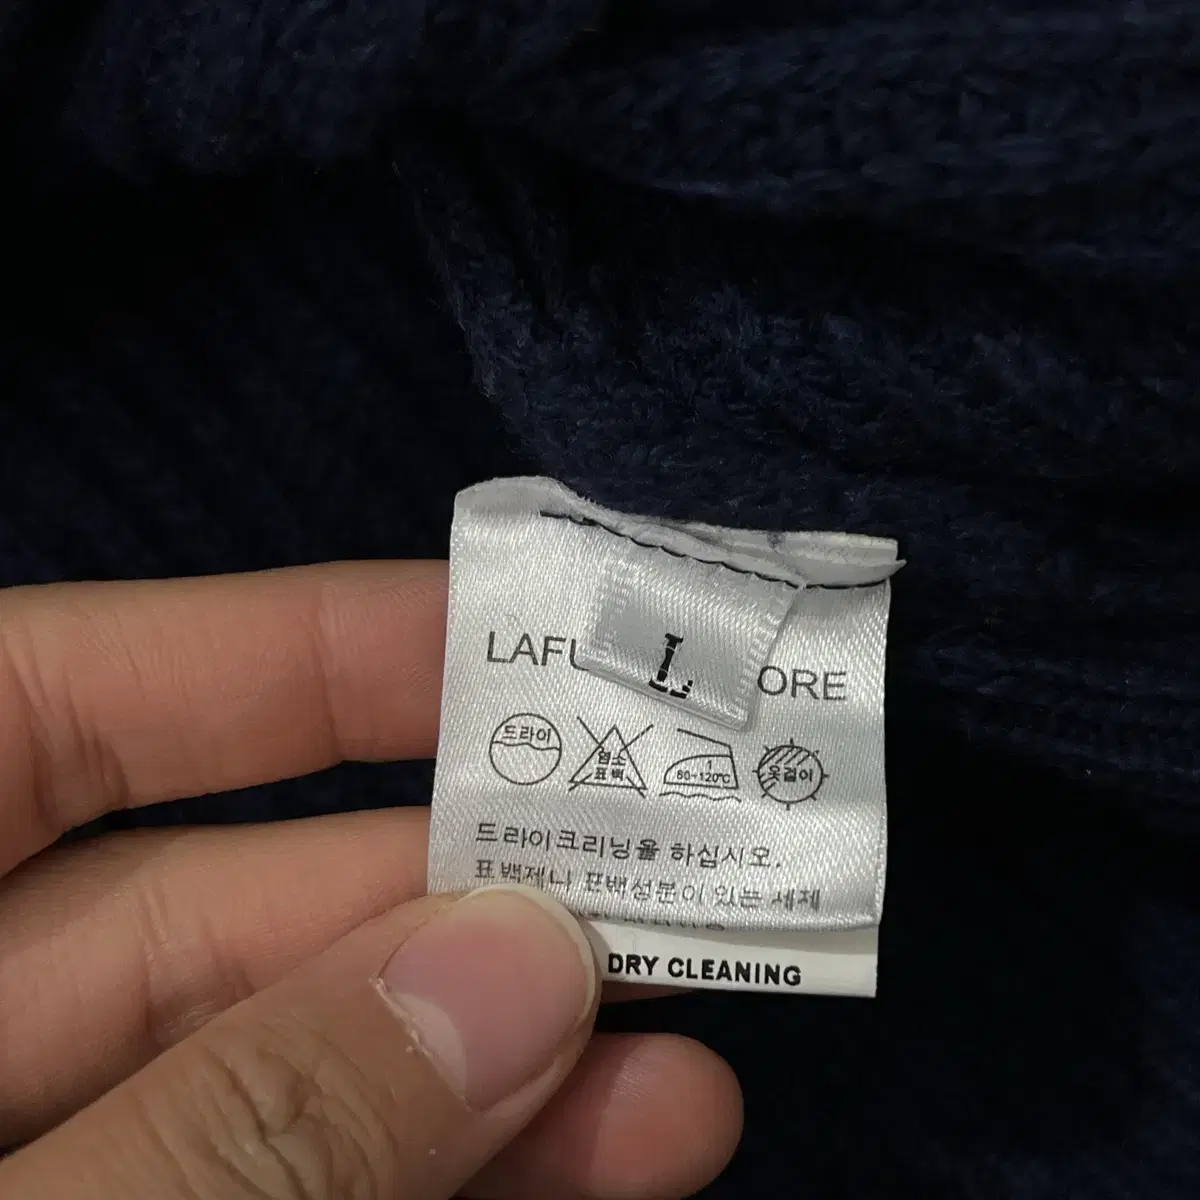 L
LAFU ORE
드라이
염소
표백
1
80~120℃
옷걸이
드라이크리닝을 하십시오.
표백제니 표백성분이 있는 세제
DRY CLEANING